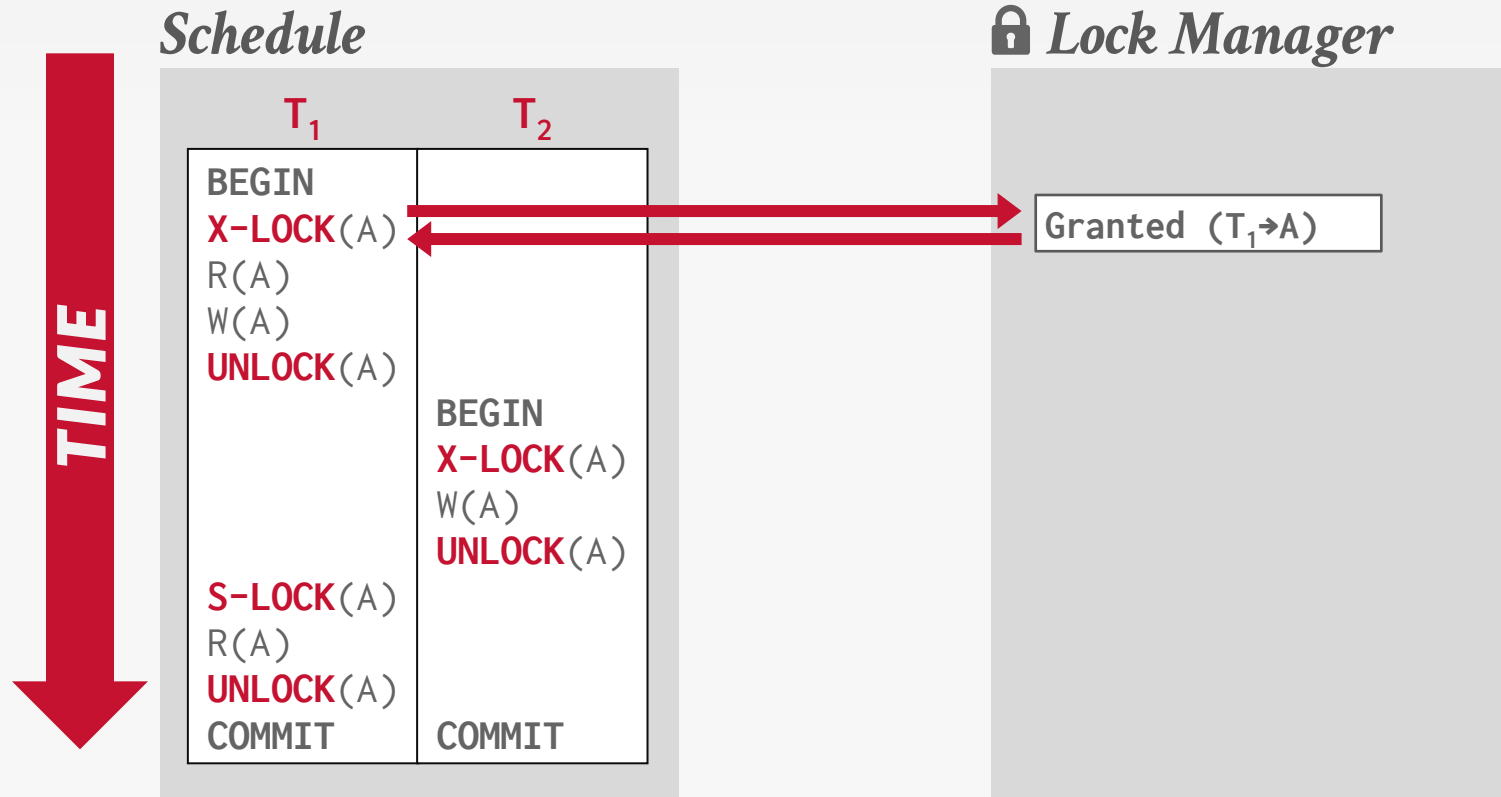 Schedule
Lock Manager
TIME
T1 T2
BEGIN
X-LOCK(A)
R(A)
W(A)
UNLOCK(A)
BEGIN
X-LOCK(A)
W(A)
UNLOCK(A)
S-LOCK(A)
R(A)
UNLOCK(A)
COMMIT COMMIT
Granted (T1→A)